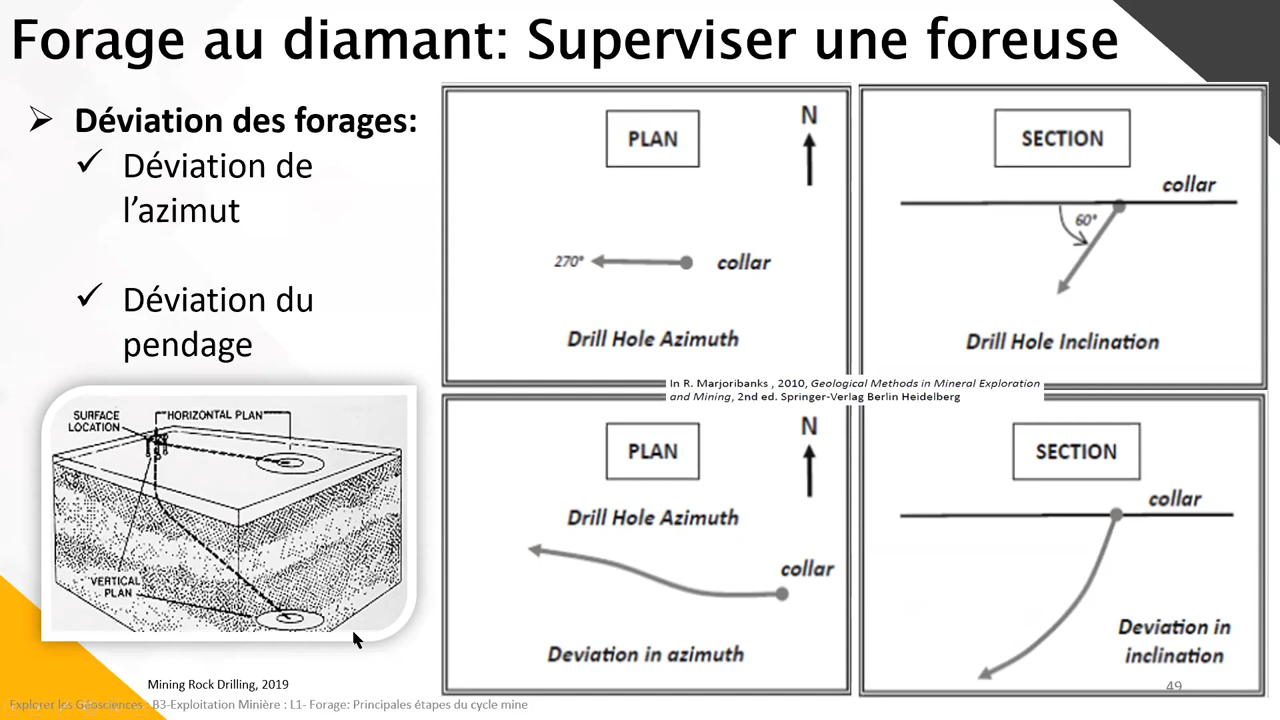 Forage au diamant: Superviser une foreuse
Déviation des forages:
Déviation de
l'azimut
Déviation du
pendage
SURFACE
LOCATION
HORIZONTAL PLAN
VERTICAL
PLAN
Mining Rock Drilling, 2019
PLAN
N
270°
collar
Drill Hole Azimuth
SECTION
collar
60°
Drill Hole Inclination
In R. Marjoribanks , 2010, Geological Methods in Mineral Exploration
and Mining, 2nd ed. Springer-Verlag Berlin Heidelberg
PLAN
N
Drill Hole Azimuth
collar
Deviation in azimuth
SECTION
collar
Deviation in
inclination
49
Explorer les Géosciences : B3-Exploitation Minière : L1- Forage: Principales étapes du cycle mine